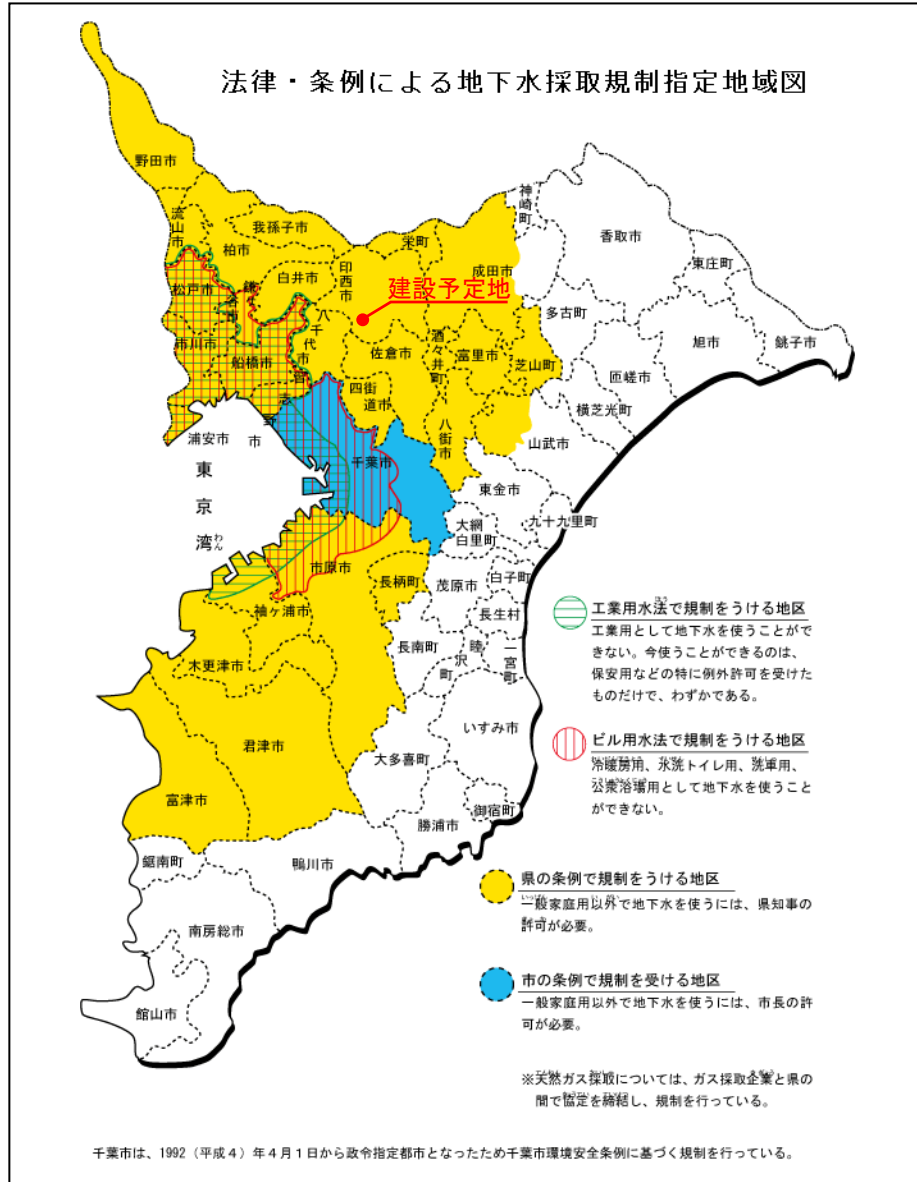 法律・条例による地下水採取規制指定地域図
野田市
流山市
柏市
我孫子市
白井市
印西市
栄町
成田市
神崎町
香取市
東庄町
建設予定地
松戸市
鎌ケ谷市
市川市
船橋市
八千代市
習志野市
浦安市
佐倉市
酒々井町
富里市
芝山町
多古町
旭市
銚子市
匝瑳市
横芝光町
四街道市
八街市
山武市
千葉市
東金市
九十九里町
大網白里町
東京湾
わん
市原市
長柄町
茂原市
白子町
長生村
袖ヶ浦市
長南町
睦沢町
一宮町
木更津市
いすみ市
君津市
大多喜町
富津市
勝浦市
御宿町
鋸南町
鴨川市
南房総市
館山市
工業用水法で規制をうける地区
工業用として地下水を使うことがで
きない。今使うことができるのは、
保安用などの特に例外許可を受けた
ものだけで、わずかである。
ビル用水法で規制をうける地区
冷暖房用、水洗トイレ用、洗車用、
公衆浴場用として地下水を使うこと
ができない。
県の条例で規制をうける地区
一般家庭用以外で地下水を使うには、県知事の
許可が必要。
市の条例で規制を受ける地区
一般家庭用以外で地下水を使うには、市長の許
可が必要。
※天然ガス採取については、ガス採取企業と県の
間で協定を締結し、規制を行っている。
千葉市は、1992（平成４）年４月１日から政令指定都市となったため千葉市環境安全条例に基づく規制を行っている。